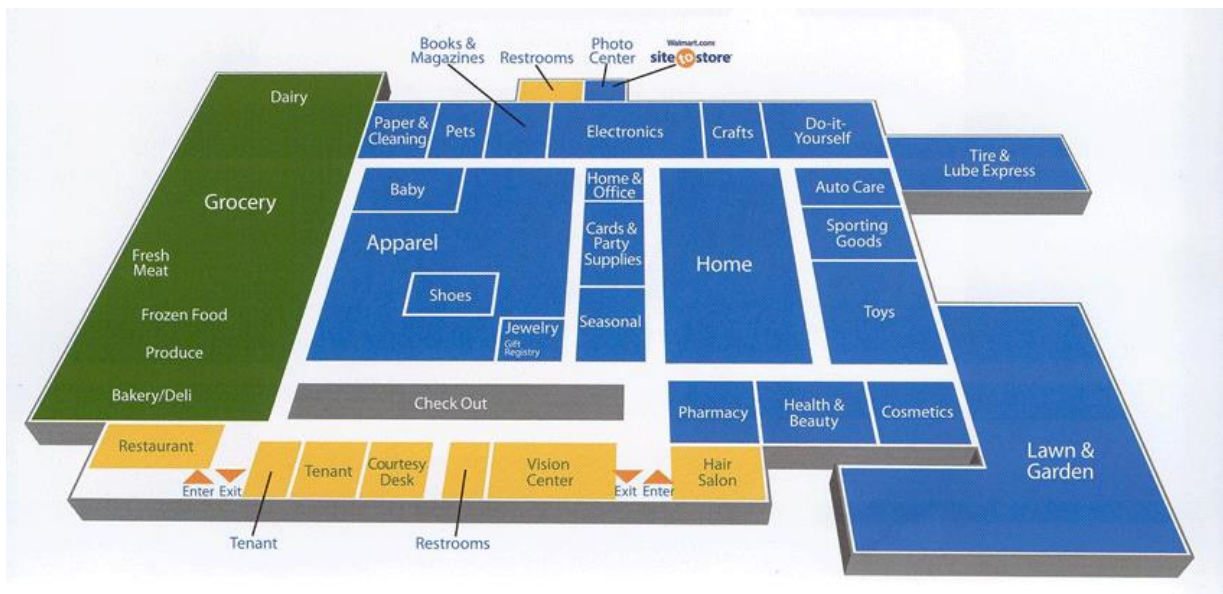 Books &
Magazines
Restrooms
Photo
Center
Walmart.com
site to store
Dairy
Paper &
Cleaning
Pets
Electronics
Crafts
Do-it-
Yourself
Tire &
Lube Express
Grocery
Baby
Home &
Office
Auto Care
Apparel
Cards &
Party
Supplies
Home
Sporting
Goods
Fresh
Meat
Shoes
Frozen Food
Seasonal
Toys
Jewelry
Gift
Registry
Produce
Bakery/Deli
Check Out
Pharmacy
Health &
Beauty
Cosmetics
Restaurant
Tenant
Courtesy
Desk
Vision
Center
Hair
Salon
Lawn &
Garden
Enter Exit
Exit Enter
Tenant
Restrooms